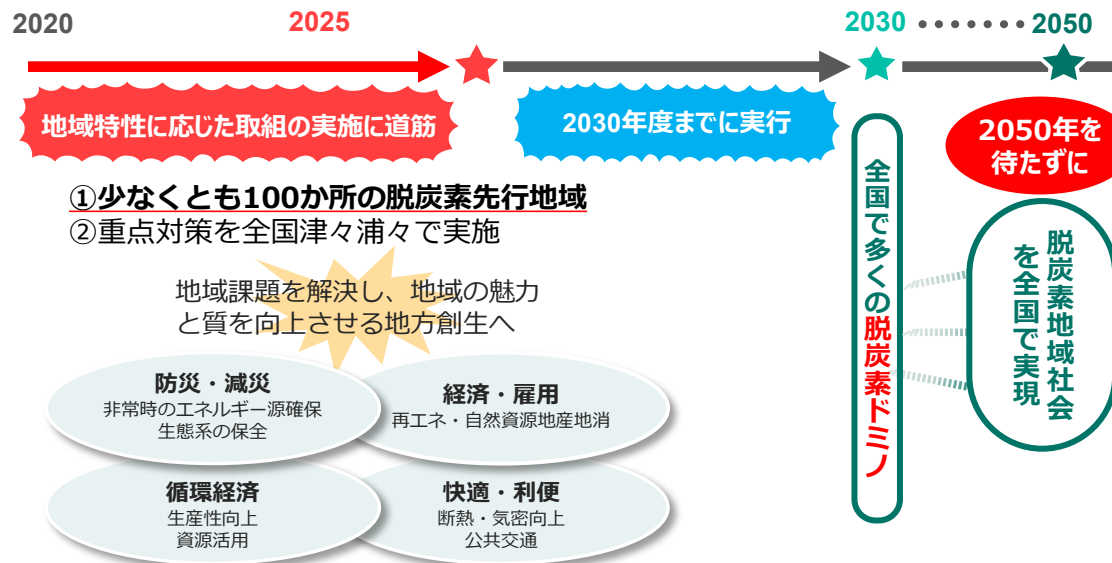 2020
2025
2030 ・・・・・・・ 2050
地域特性に応じた取組の実施に道筋
2030年度までに実行
2050年を
待たずに
①少なくとも100か所の脱炭素先行地域
②重点対策を全国津々浦々で実施
地域課題を解決し、地域の魅力
と質を向上させる地方創生へ
防災・減災
非常時のエネルギー源確保
生態系の保全
経済・雇用
再エネ・自然資源地産地消
循環経済
生産性向上
資源活用
快適・利便
断熱・気密向上
公共交通
全国で多くの脱炭素ドミノ
脱炭素地域社会
を全国で実現